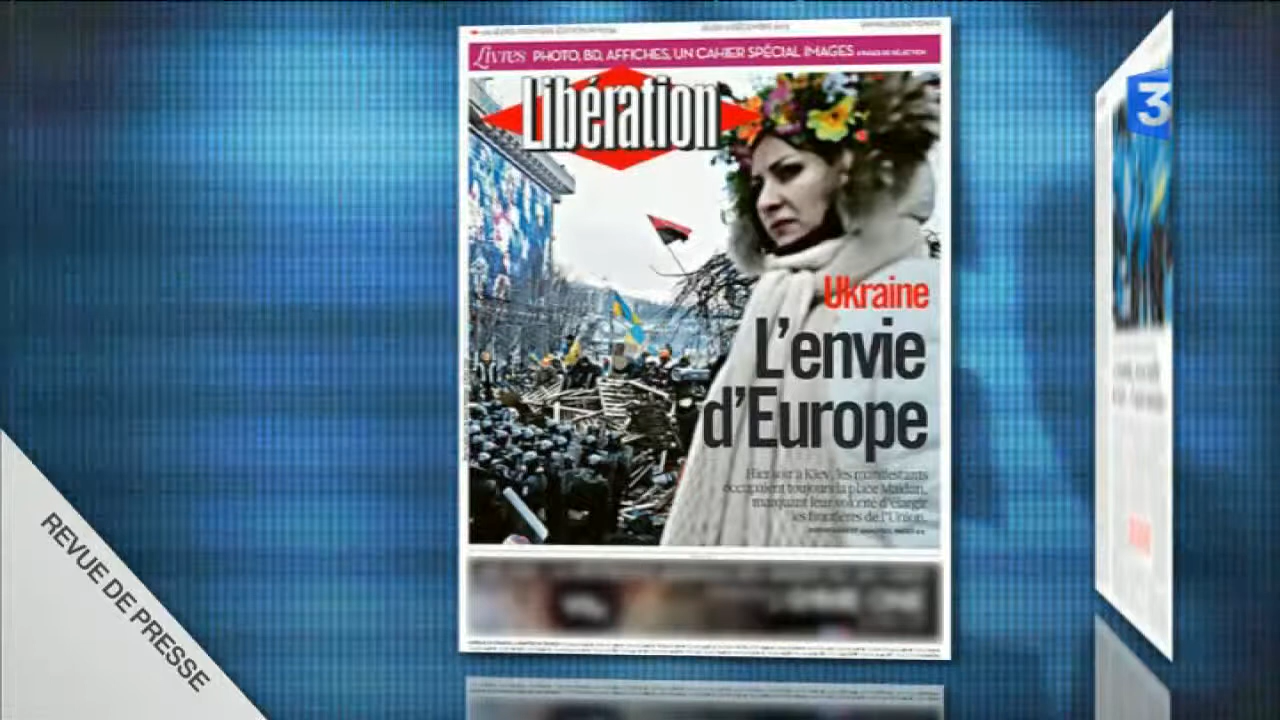 Livres PHOTO, BD, AFFICHES, UN CAHIER SPÉCIAL IMAGES
Libération
3
Ukraine
L'envie
d'Europe
Hier soir à Kiev, les manifestants
occupaient toujours la place Maidan,
marquant leur volonté d'élargir
les frontières de l'Union.
REVUE DE PRESSE